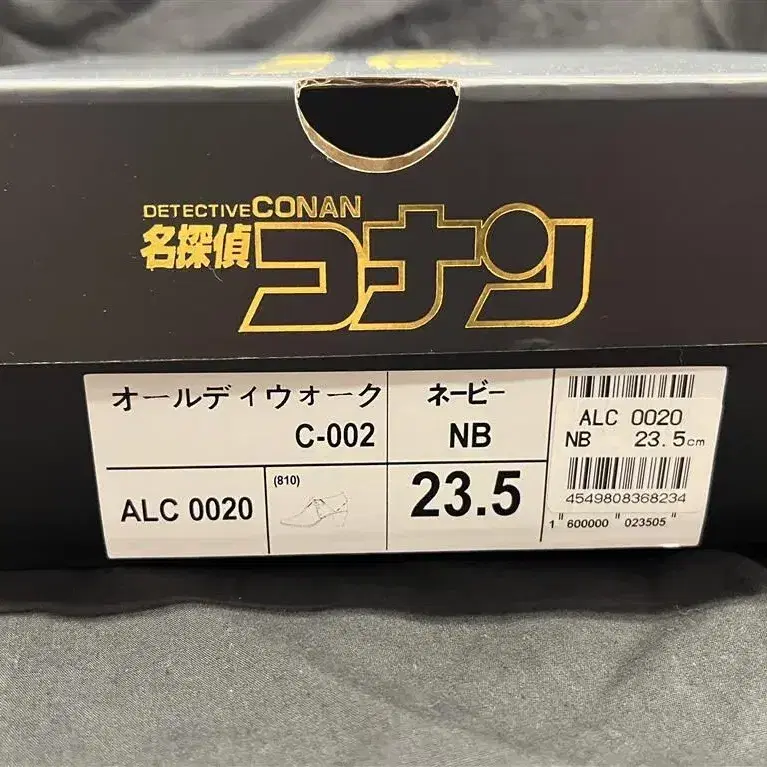 DETECTIVE CONAN
名探偵コナン
オールデイウォーク
C-002
ネービー
NB
ALC 0020
(810)
23.5
ALC 0020
NB 23.5cm
4549808368234
1 "600000 "023505 "